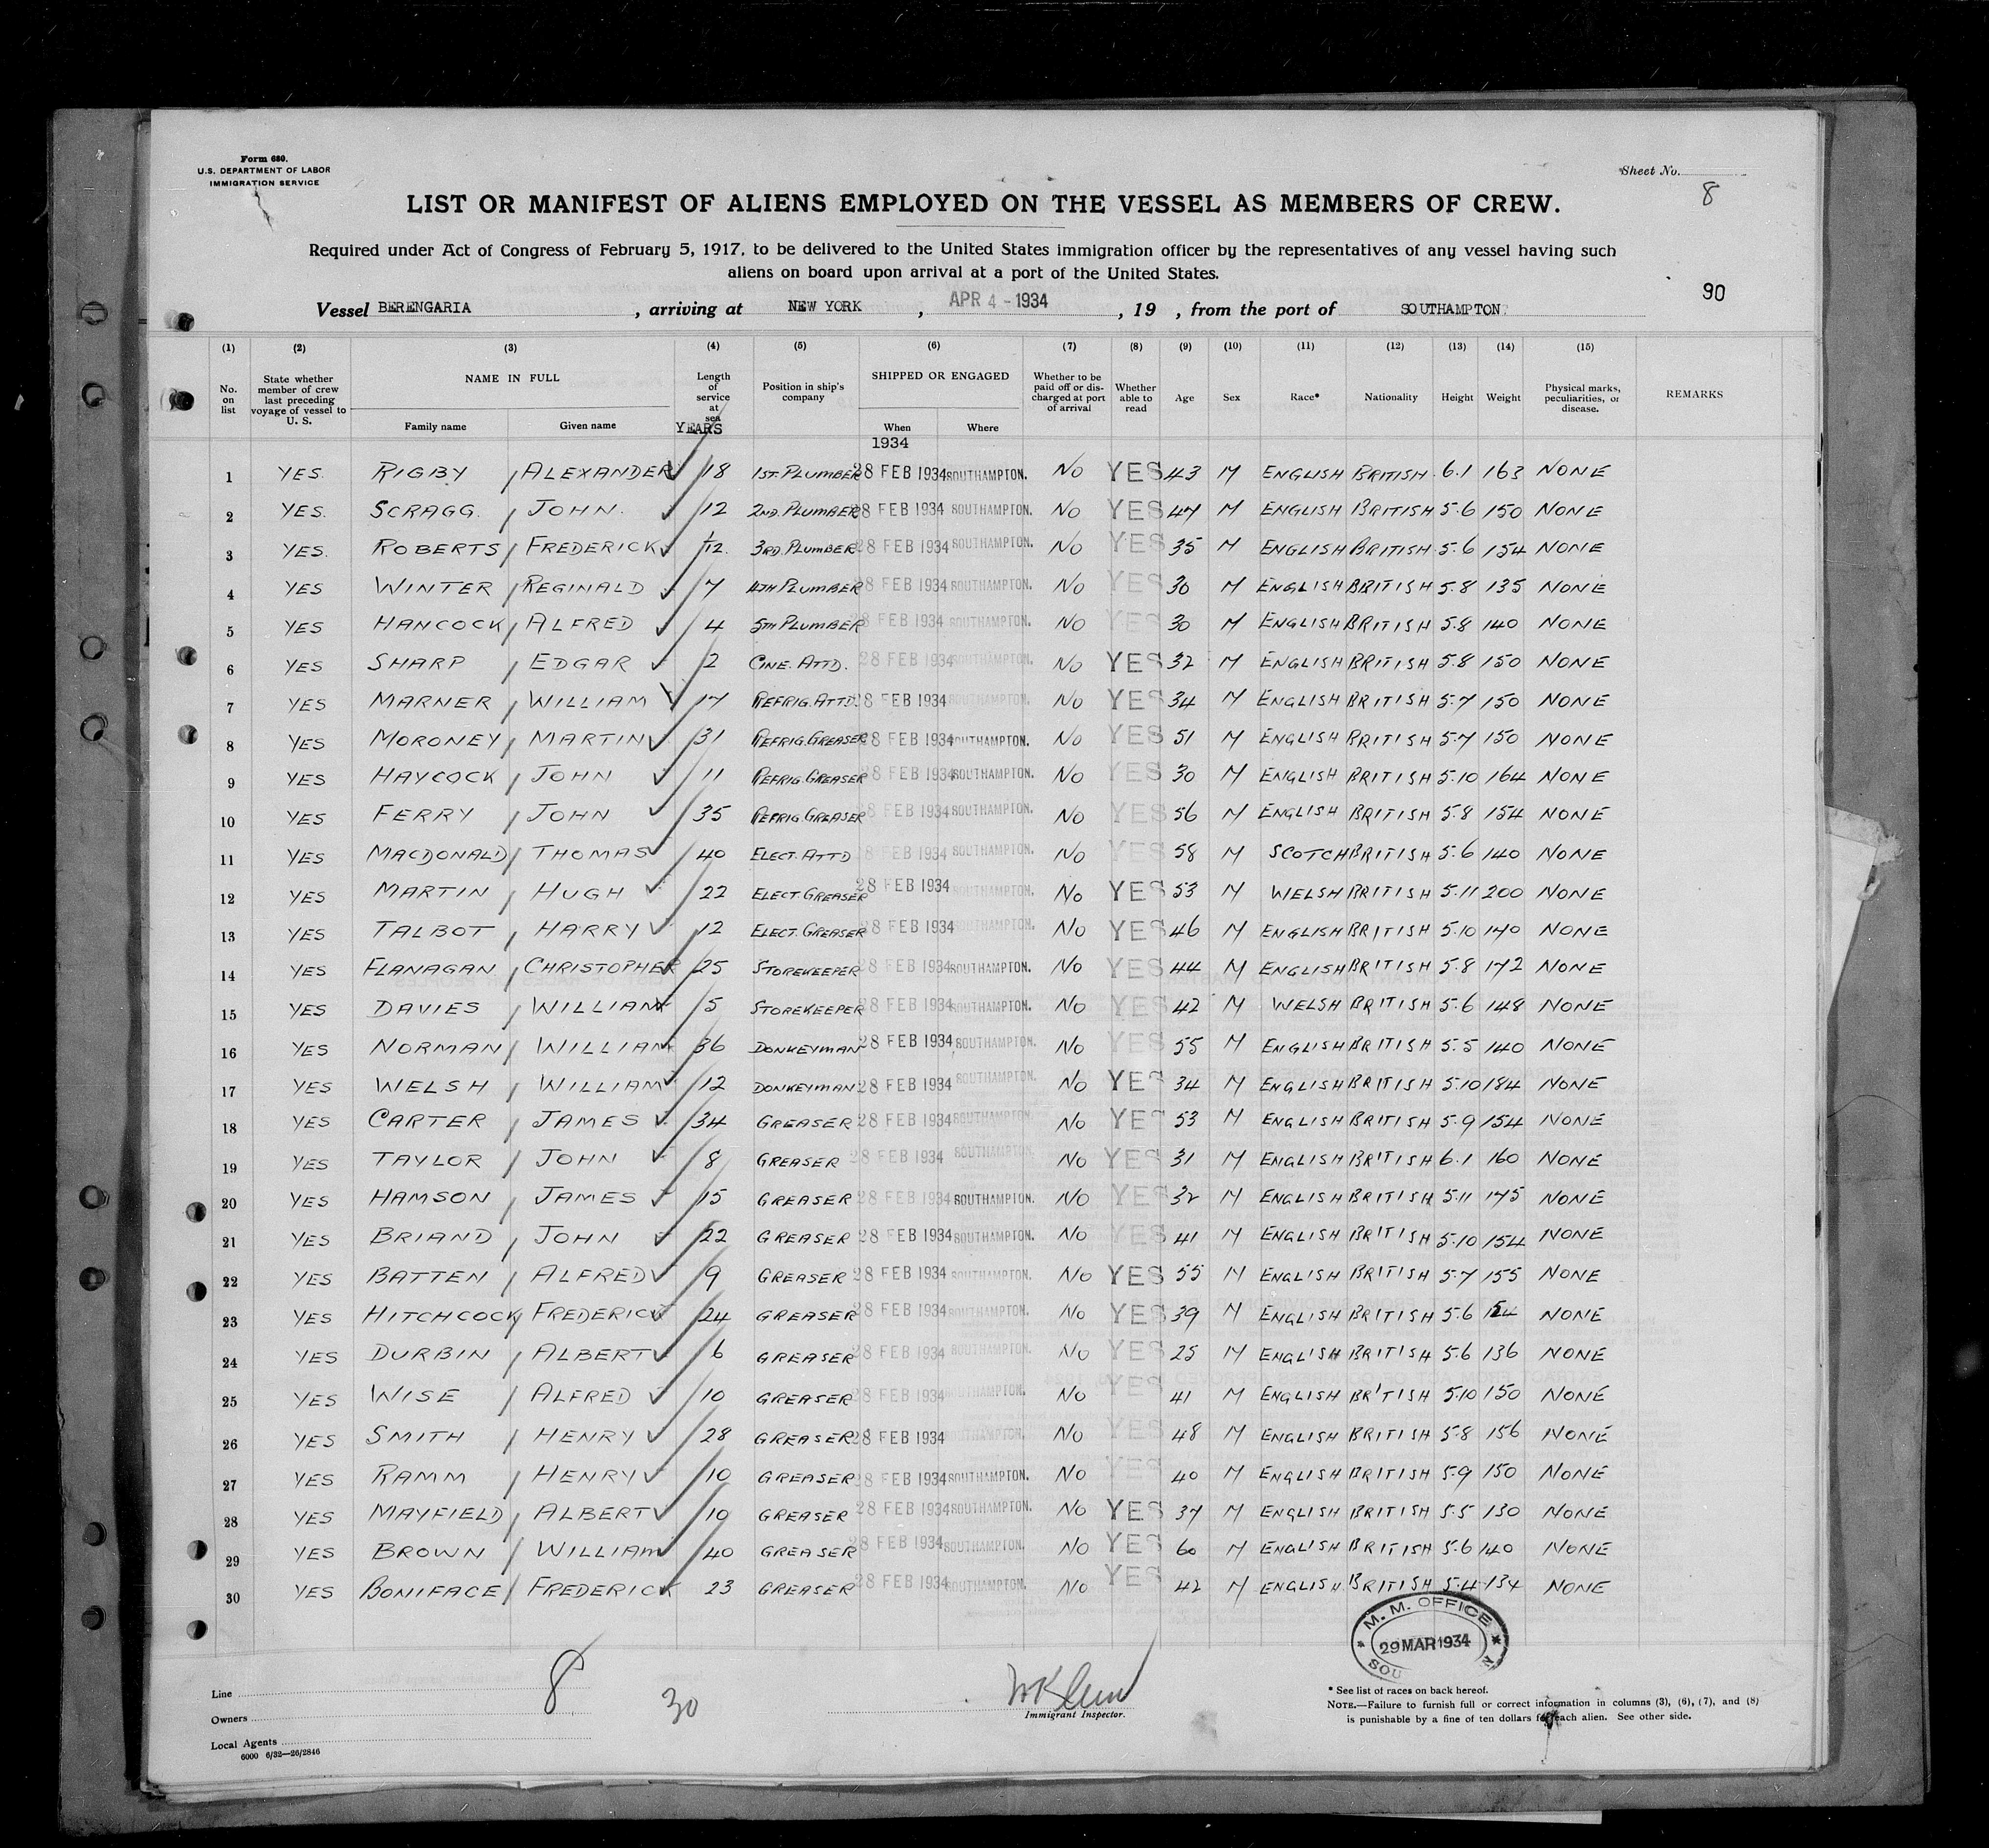 Form 680.
U.S. DEPARTMENT OF LABOR
IMMIGRATION SERVICE
Sheet No. 8
LIST OR MANIFEST OF ALIENS EMPLOYED ON THE VESSEL AS MEMBERS OF CREW.
Required under Act of Congress of February 5, 1917, to be delivered to the United States immigration officer by the representatives of any vessel having such
aliens on board upon arrival at a port of the United States.
90
Vessel BERENGARIA, arriving at NEW YORK, APR 4 - 1934, 19 , from the port of SOUTHAMPTON.
(1) (2) (3) (4) (5) (6) (7) (8) (9) (10) (11) (12) (13) (14) (15)
No. on list State whether member of crew last preceding voyage of vessel to U. S. NAME IN FULL Family name Given name Length of service at sea YEARS Position in ship's company SHIPPED OR ENGAGED When 1934 Where Whether to be paid off or discharged at port of arrival Whether able to read Age Sex Race* Nationality Height Weight Physical marks, peculiarities, or disease. REMARKS
1 YES. RIGBY / ALEXANDER 18 1ST. PLUMBER 28 FEB 1934 SOUTHAMPTON. NO YES 43 M ENGLISH BRITISH 6.1 163 NONE
2 YES. SCRAGG. / JOHN. 12 2ND. PLUMBER 28 FEB 1934 SOUTHAMPTON. NO YES 47 M ENGLISH BRITISH 5.6 150 NONE
3 YES. ROBERTS / FREDERICK 1/12. 3RD. PLUMBER 28 FEB 1934 SOUTHAMPTON. NO YES 35 M ENGLISH BRITISH 5.6 154 NONE
4 YES WINTER / REGINALD 7 4TH PLUMBER 28 FEB 1934 SOUTHAMPTON. NO YES 30 M ENGLISH BRITISH 5.8 135 NONE
5 YES HANCOCK / ALFRED 4 5TH PLUMBER 28 FEB 1934 SOUTHAMPTON. NO YES 30 M ENGLISH BRITISH 5.8 140 NONE
6 YES SHARP / EDGAR 2 CINE. ATTD. 28 FEB 1934 SOUTHAMPTON. NO YES 32 M ENGLISH BRITISH 5.8 150 NONE
7 YES MARNER / WILLIAM 17 REFRIG. ATTD. 28 FEB 1934 SOUTHAMPTON. NO YES 34 M ENGLISH BRITISH 5.7 150 NONE
8 YES MORONEY / MARTIN 31 REFRIG. GREASER 28 FEB 1934 SOUTHAMPTON. NO YES 51 M ENGLISH BRITISH 5.7 150 NONE
9 YES HAYCOCK / JOHN 11 REFRIG. GREASER 28 FEB 1934 SOUTHAMPTON. NO YES 30 M ENGLISH BRITISH 5.10 164 NONE
10 YES FERRY / JOHN 35 REFRIG. GREASER 28 FEB 1934 SOUTHAMPTON. NO YES 56 M ENGLISH BRITISH 5.8 154 NONE
11 YES MACDONALD / THOMAS 40 ELECT. ATTD 28 FEB 1934 SOUTHAMPTON. NO YES 58 M SCOTCH BRITISH 5.6 140 NONE
12 YES MARTIN / HUGH 22 ELECT. GREASER 28 FEB 1934 SOUTHAMPTON. NO YES 53 M WELSH BRITISH 5.11 200 NONE
13 YES TALBOT / HARRY 12 ELECT. GREASER 28 FEB 1934 SOUTHAMPTON. NO YES 46 M ENGLISH BRITISH 5.10 170 NONE
14 YES FLANAGAN / CHRISTOPHER 25 STOREKEEPER 28 FEB 1934 SOUTHAMPTON. NO YES 44 M ENGLISH BRITISH 5.8 172 NONE
15 YES DAVIES / WILLIAM 5 STOREKEEPER 28 FEB 1934 SOUTHAMPTON. NO YES 42 M WELSH BRITISH 5.6 148 NONE
16 YES NORMAN / WILLIAM 36 DONKEYMAN 28 FEB 1934 SOUTHAMPTON. NO YES 55 M ENGLISH BRITISH 5.5 140 NONE
17 YES WELSH / WILLIAM 12 DONKEYMAN 28 FEB 1934 SOUTHAMPTON. NO YES 34 M ENGLISH BRITISH 5.10 184 NONE
18 YES CARTER / JAMES 34 GREASER 28 FEB 1934 SOUTHAMPTON. NO YES 53 M ENGLISH BRITISH 5.9 154 NONE
19 YES TAYLOR / JOHN 8 GREASER 28 FEB 1934 SOUTHAMPTON. NO YES 31 M ENGLISH BRITISH 6.1 160 NONE
20 YES HAMSON / JAMES 15 GREASER 28 FEB 1934 SOUTHAMPTON. NO YES 32 M ENGLISH BRITISH 5.11 175 NONE
21 YES BRIAND / JOHN 22 GREASER 28 FEB 1934 SOUTHAMPTON. NO YES 41 M ENGLISH BRITISH 5.10 154 NONE
22 YES BATTEN / ALFRED 9 GREASER 28 FEB 1934 SOUTHAMPTON. NO YES 55 M ENGLISH BRITISH 5.7 155 NONE
23 YES HITCHCOCK / FREDERICK 24 GREASER 28 FEB 1934 SOUTHAMPTON. NO YES 39 M ENGLISH BRITISH 5.6 154 NONE
24 YES DURBIN / ALBERT 6 GREASER 28 FEB 1934 SOUTHAMPTON. NO YES 25 M ENGLISH BRITISH 5.6 136 NONE
25 YES WISE / ALFRED 10 GREASER 28 FEB 1934 SOUTHAMPTON. NO YES 41 M ENGLISH BRITISH 5.10 150 NONE
26 YES SMITH / HENRY 28 GREASER 28 FEB 1934 SOUTHAMPTON. NO YES 48 M ENGLISH BRITISH 5.8 156 NONE
27 YES RAMM / HENRY 10 GREASER 28 FEB 1934 SOUTHAMPTON. NO YES 40 M ENGLISH BRITISH 5.9 150 NONE
28 YES MAYFIELD / ALBERT 10 GREASER 28 FEB 1934 SOUTHAMPTON. NO YES 37 M ENGLISH BRITISH 5.5 130 NONE
29 YES BROWN / WILLIAM 40 GREASER 28 FEB 1934 SOUTHAMPTON. NO YES 60 M ENGLISH BRITISH 5.6 140 NONE
30 YES BONIFACE / FREDERICK 23 GREASER 28 FEB 1934 SOUTHAMPTON. NO YES 42 M ENGLISH BRITISH 5.4 134 NONE
M. M. OFFICE
29 MAR 1934
SOU
8
30
Line
Owners
Local Agents
6000 6/32—26/2846
Immigrant Inspector.
* See list of races on back hereof.
NOTE.—Failure to furnish full or correct information in columns (3), (6), (7), and (8)
is punishable by a fine of ten dollars for each alien. See other side.